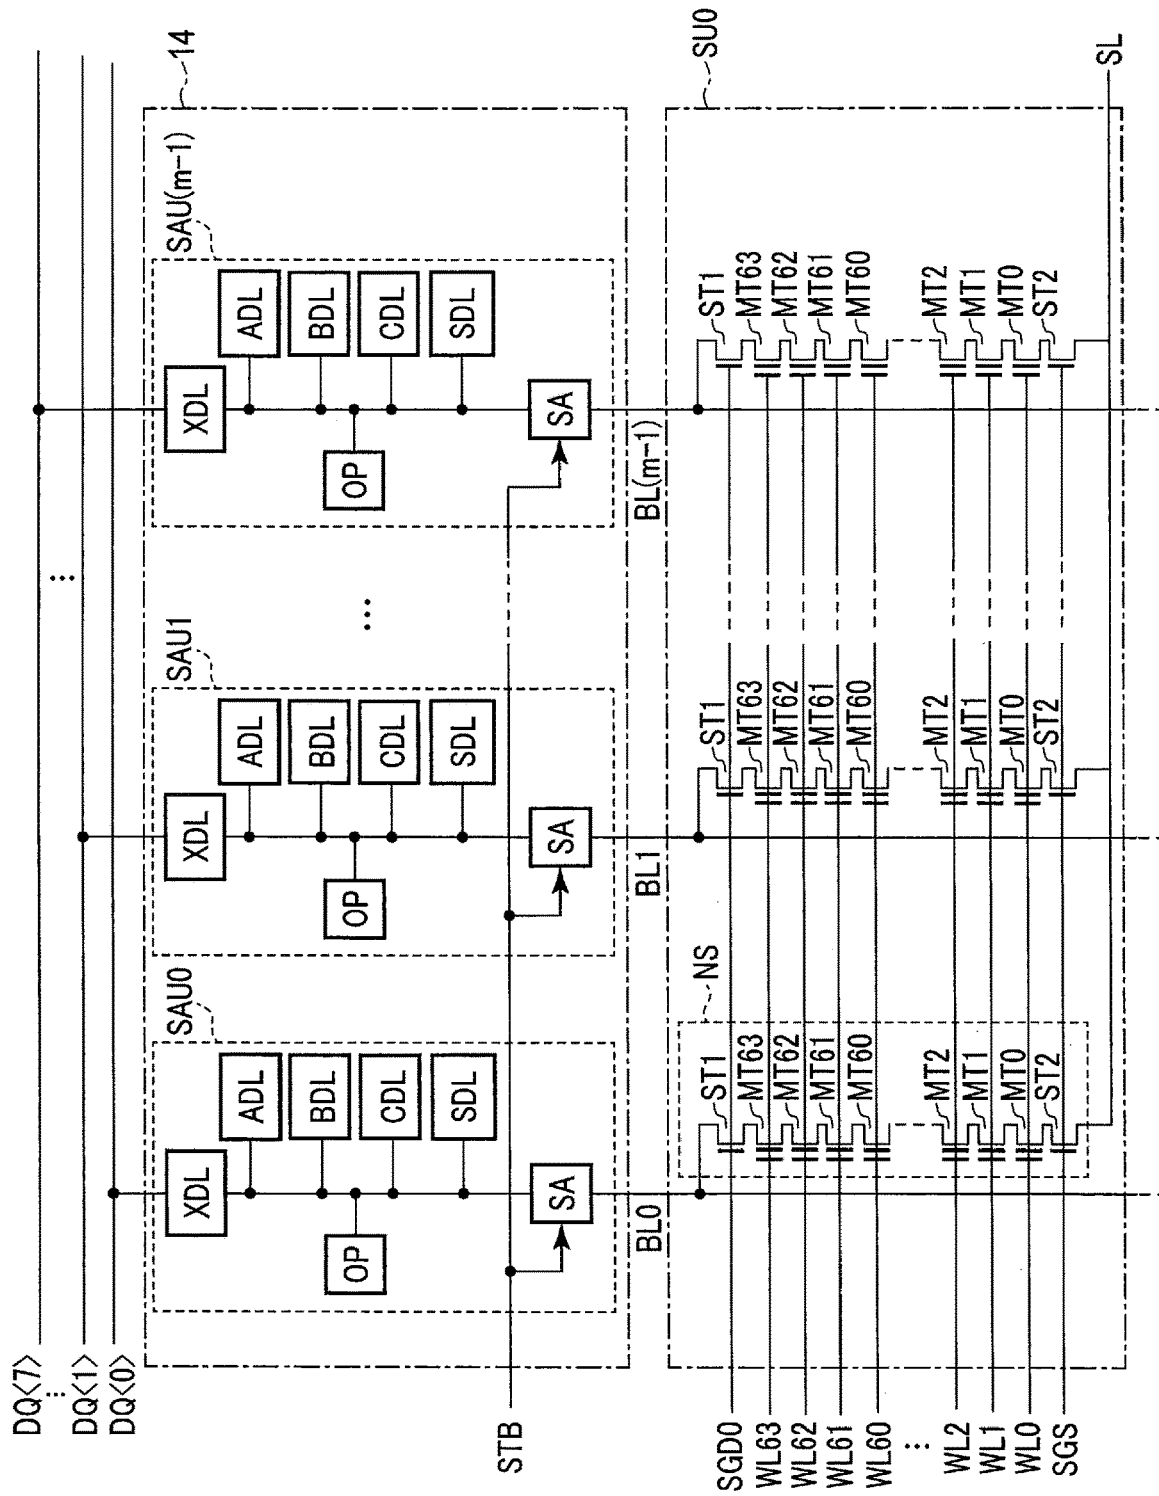 DQ<7>
⋮
DQ<1>
DQ<0>
14
SAU0
SAU1
SAU(m-1)
XDL
ADL
BDL
CDL
SDL
OP
SA
XDL
ADL
BDL
CDL
SDL
OP
SA
...
XDL
ADL
BDL
CDL
SDL
OP
SA
STB
BL0
BL1
BL(m-1)
SU0
NS
SGD0
WL63
WL62
WL61
WL60
⋮
WL2
WL1
WL0
SGS
ST1
MT63
MT62
MT61
MT60
MT2
MT1
MT0
ST2
ST1
MT63
MT62
MT61
MT60
MT2
MT1
MT0
ST2
ST1
MT63
MT62
MT61
MT60
MT2
MT1
MT0
ST2
SL